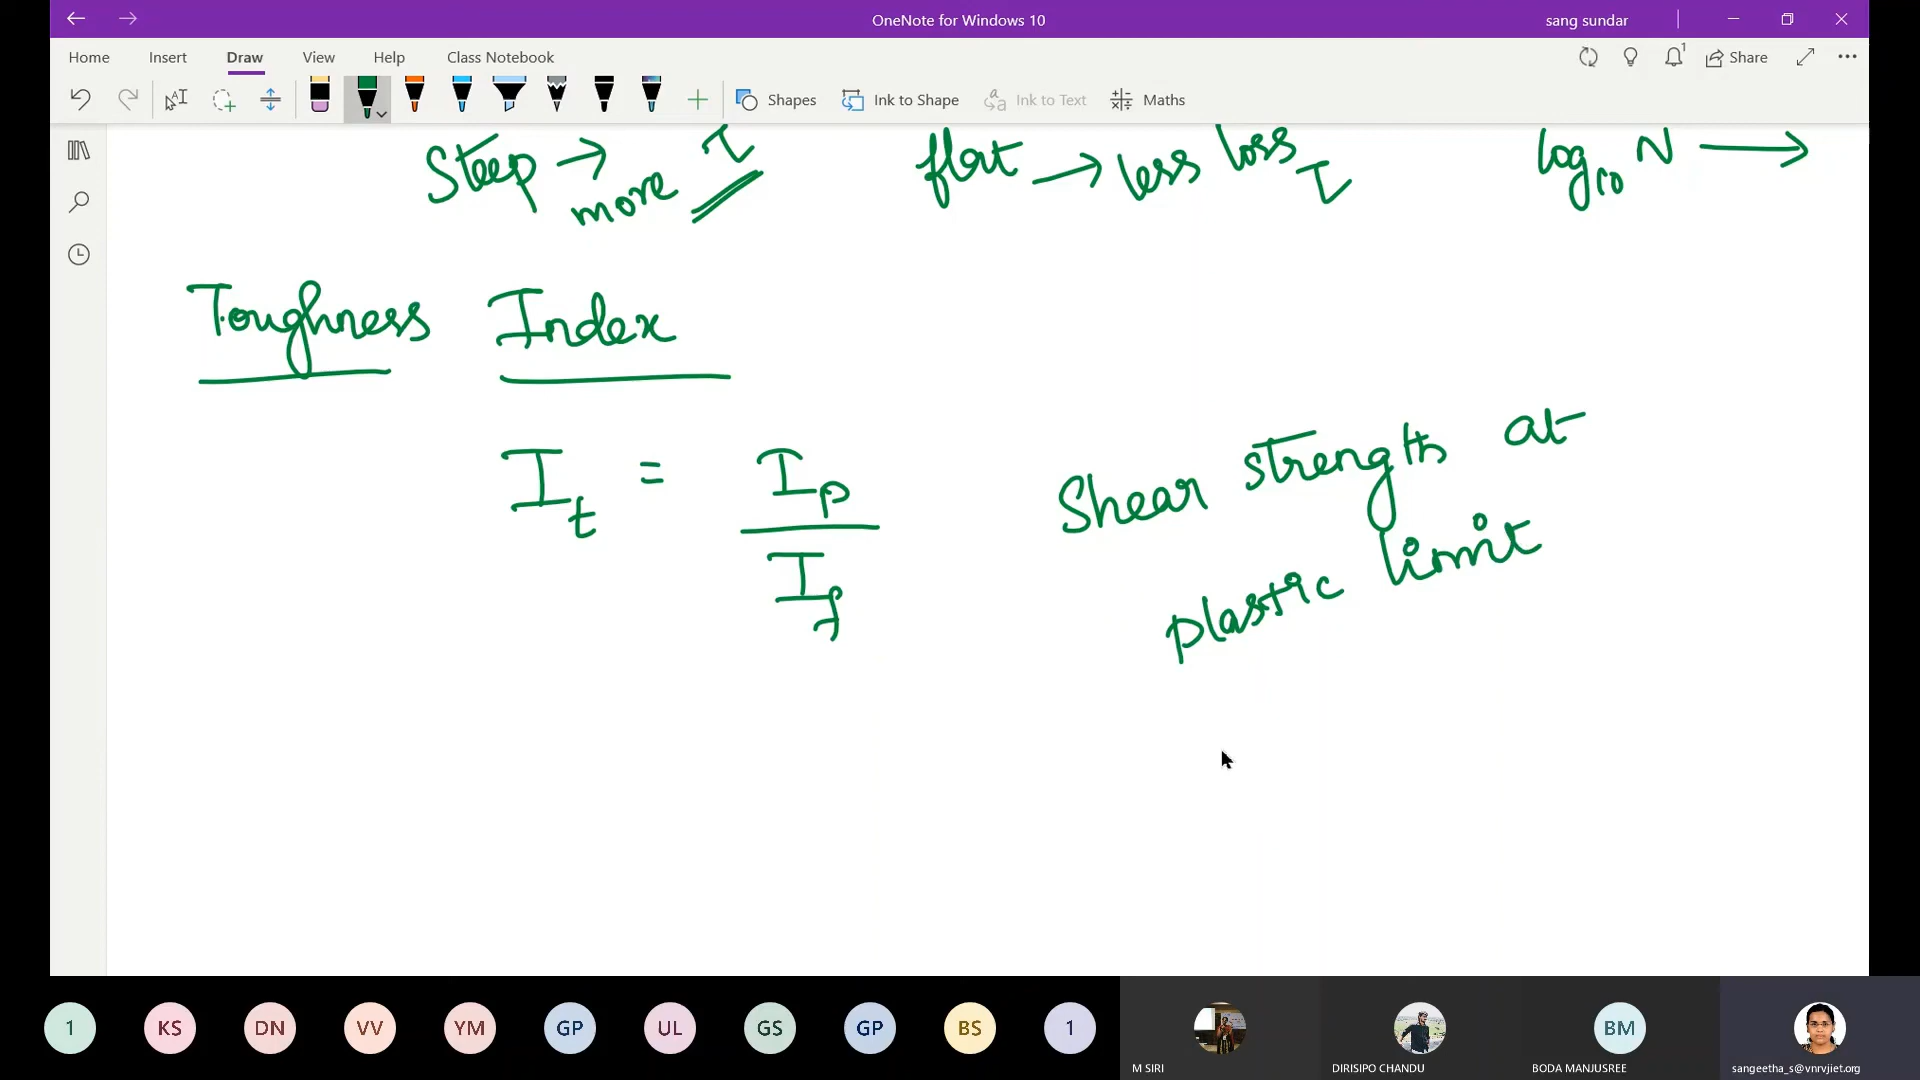 OneNote for Windows 10
sang sundar
Home Insert Draw View Help Class Notebook
1
Share
Shapes Ink to Shape Ink to Text Maths
Steep → more τ
flat → less loss τ
log10 N →
Toughness Index
It = Ip / If
Shear strength at
plastic limit
1 KS DN VV YM GP UL GS GP BS 1 BM
M SIRI DIRISIPO CHANDU BODA MANJUSREE sangeetha_s@vnrvjiet.org